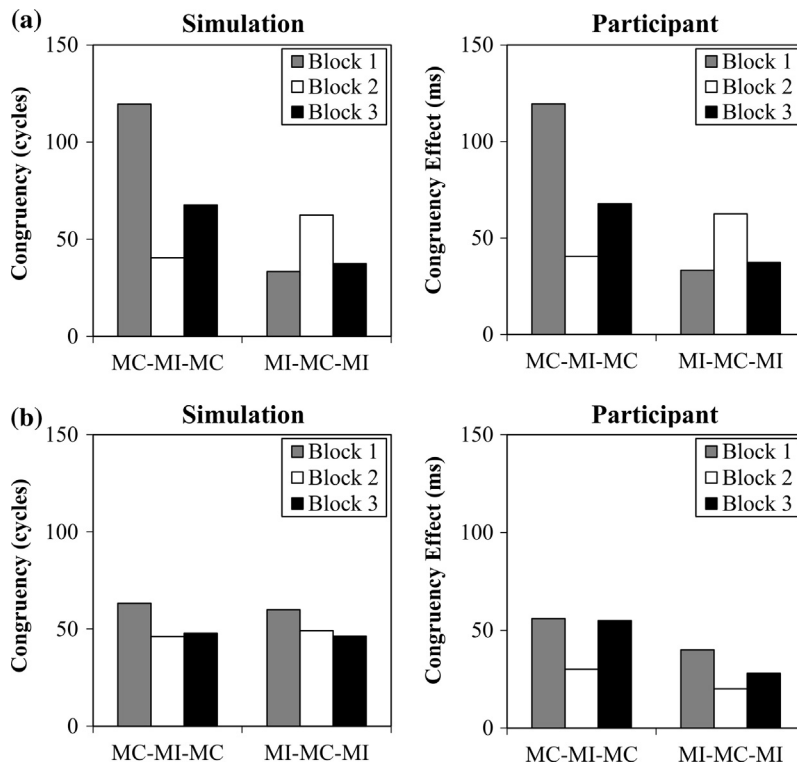 (a)
Simulation
Congruency (cycles)
150
100
50
0
Block 1
Block 2
Block 3
MC-MI-MC MI-MC-MI
Participant
Congruency Effect (ms)
150
100
50
0
Block 1
Block 2
Block 3
MC-MI-MC MI-MC-MI
(b)
Simulation
Congruency (cycles)
150
100
50
0
Block 1
Block 2
Block 3
MC-MI-MC MI-MC-MI
Participant
Congruency Effect (ms)
150
100
50
0
Block 1
Block 2
Block 3
MC-MI-MC MI-MC-MI